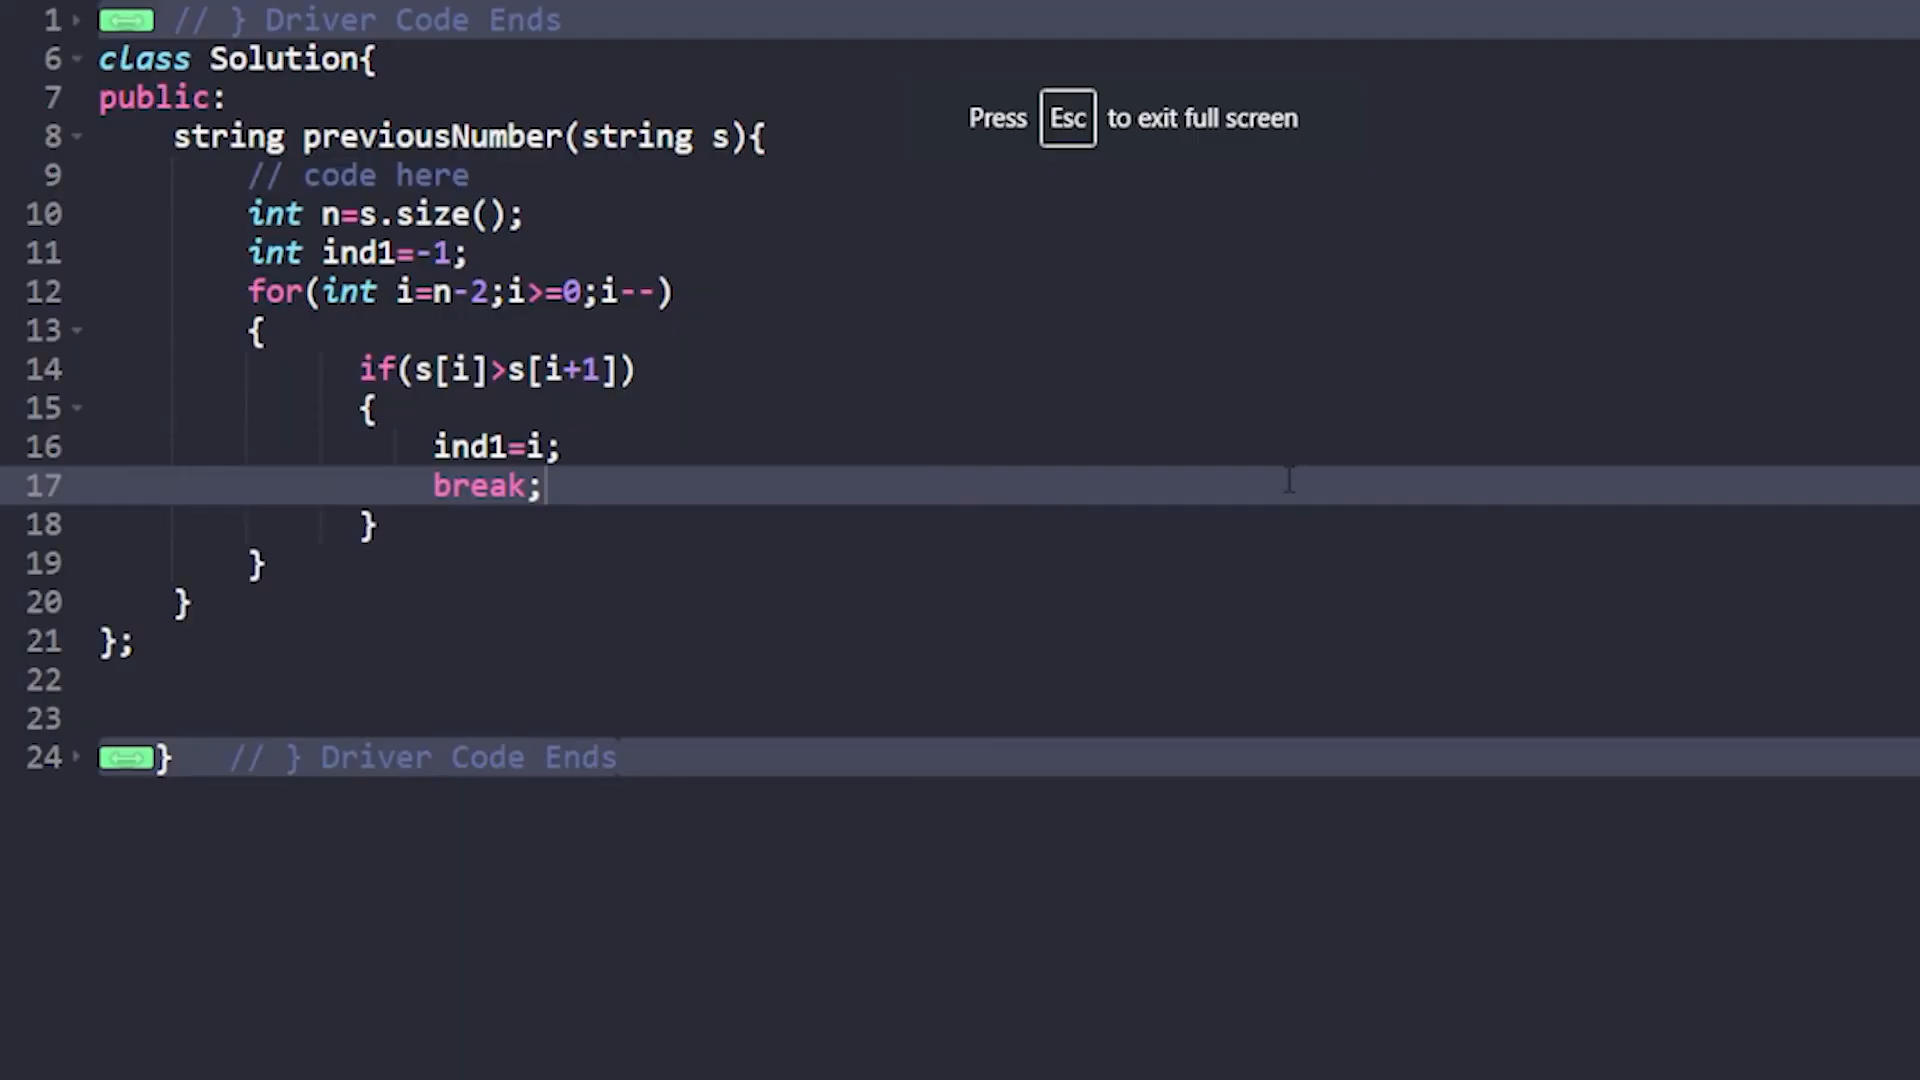 1 // } Driver Code Ends
6 class Solution{
7 public:
Press Esc to exit full screen
8 string previousNumber(string s){
9 // code here
10 int n=s.size();
11 int ind1=-1;
12 for(int i=n-2;i>=0;i--)
13 {
14 if(s[i]>s[i+1])
15 {
16 ind1=i;
17 break;
18 }
19 }
20 }
21 };
22
23
24 } // } Driver Code Ends